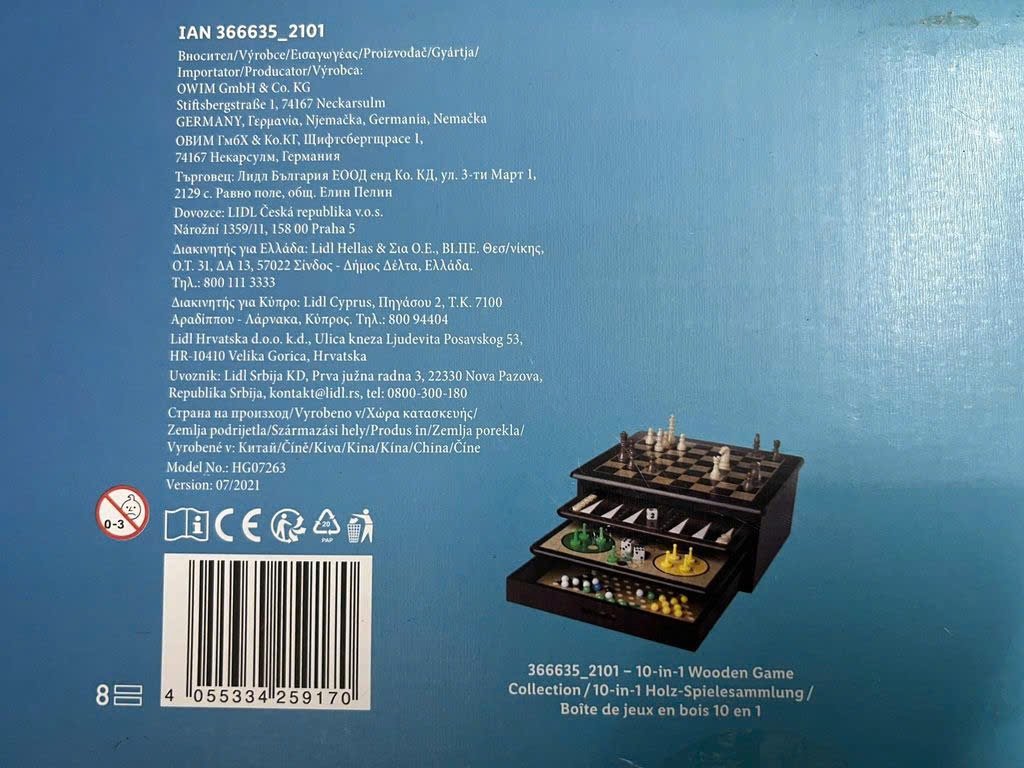 IAN 366635_2101
Вносител/Výrobce/Εισαγωγέας/Proizvođač/Gyártja/
Importator/Producator/Výrobca:
OWIM GmbH & Co. KG
Stiftsbergstraße 1, 74167 Neckarsulm
GERMANY, Γερμανία, Njemačka, Germania, Nemačka
ОВИМ ГмбХ & Ко.КГ, Щифтсбергщрасе 1,
74167 Некарсулм, Германия
Търговец: Лидл България ЕООД енд Ко. КД, ул. 3-ти Март 1,
2129 с. Равно поле, общ. Елин Пелин
Dovozce: LIDL Česká republika v.o.s.
Nárožní 1359/11, 158 00 Praha 5
Διακινητής για Ελλάδα: Lidl Hellas & Σια Ο.Ε., ΒΙ.ΠΕ. Θεσ/νίκης,
Ο.Τ. 31, ΔΑ 13, 57022 Σίνδος - Δήμος Δέλτα, Ελλάδα.
Τηλ.: 800 111 3333
Διακινητής για Κύπρο: Lidl Cyprus, Πηγάσου 2, Τ.Κ. 7100
Αραδίππου - Λάρνακα, Κύπρος. Τηλ.: 800 94404
Lidl Hrvatska d.o.o. k.d., Ulica kneza Ljudevita Posavskog 53,
HR-10410 Velika Gorica, Hrvatska
Uvoznik: Lidl Srbija KD, Prva južna radna 3, 22330 Nova Pazova,
Republika Srbija, kontakt@lidl.rs, tel: 0800-300-180
Страна на произход/Vyrobeno v/Χώρα κατασκευής/
Zemlja podrijetla/Származási hely/Produs în/Zemlja porekla/
Vyrobené v: Китай/Číně/Κίνα/Kina/Kína/China/Číne
Model No.: HG07263
Version: 07/2021
0-3
CE
20
PAP
4 055334 259170
8
366635_2101 – 10-in-1 Wooden Game
Collection / 10-in-1 Holz-Spielesammlung /
Boîte de jeux en bois 10 en 1